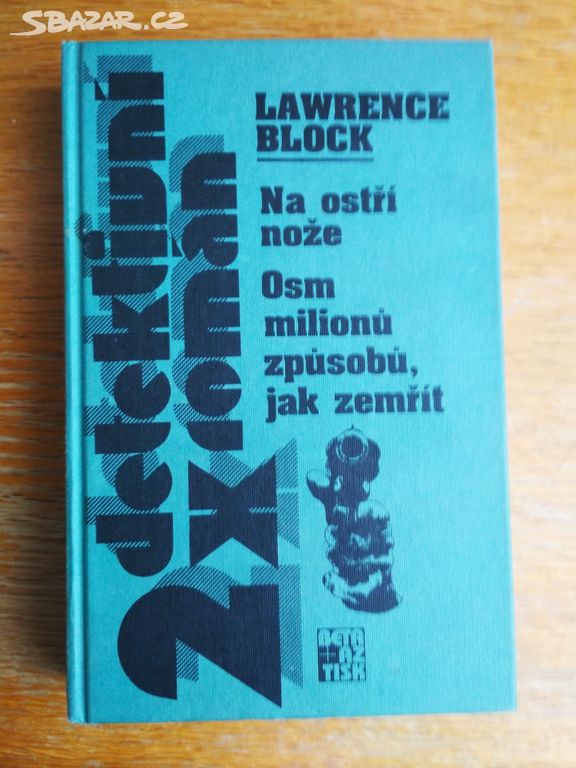 SBAZAR.CZ
2x detektivní
román
LAWRENCE
BLOCK
Na ostří
nože
Osm
milionů
způsobů,
jak zemřít
BETA
+AZ
TISK